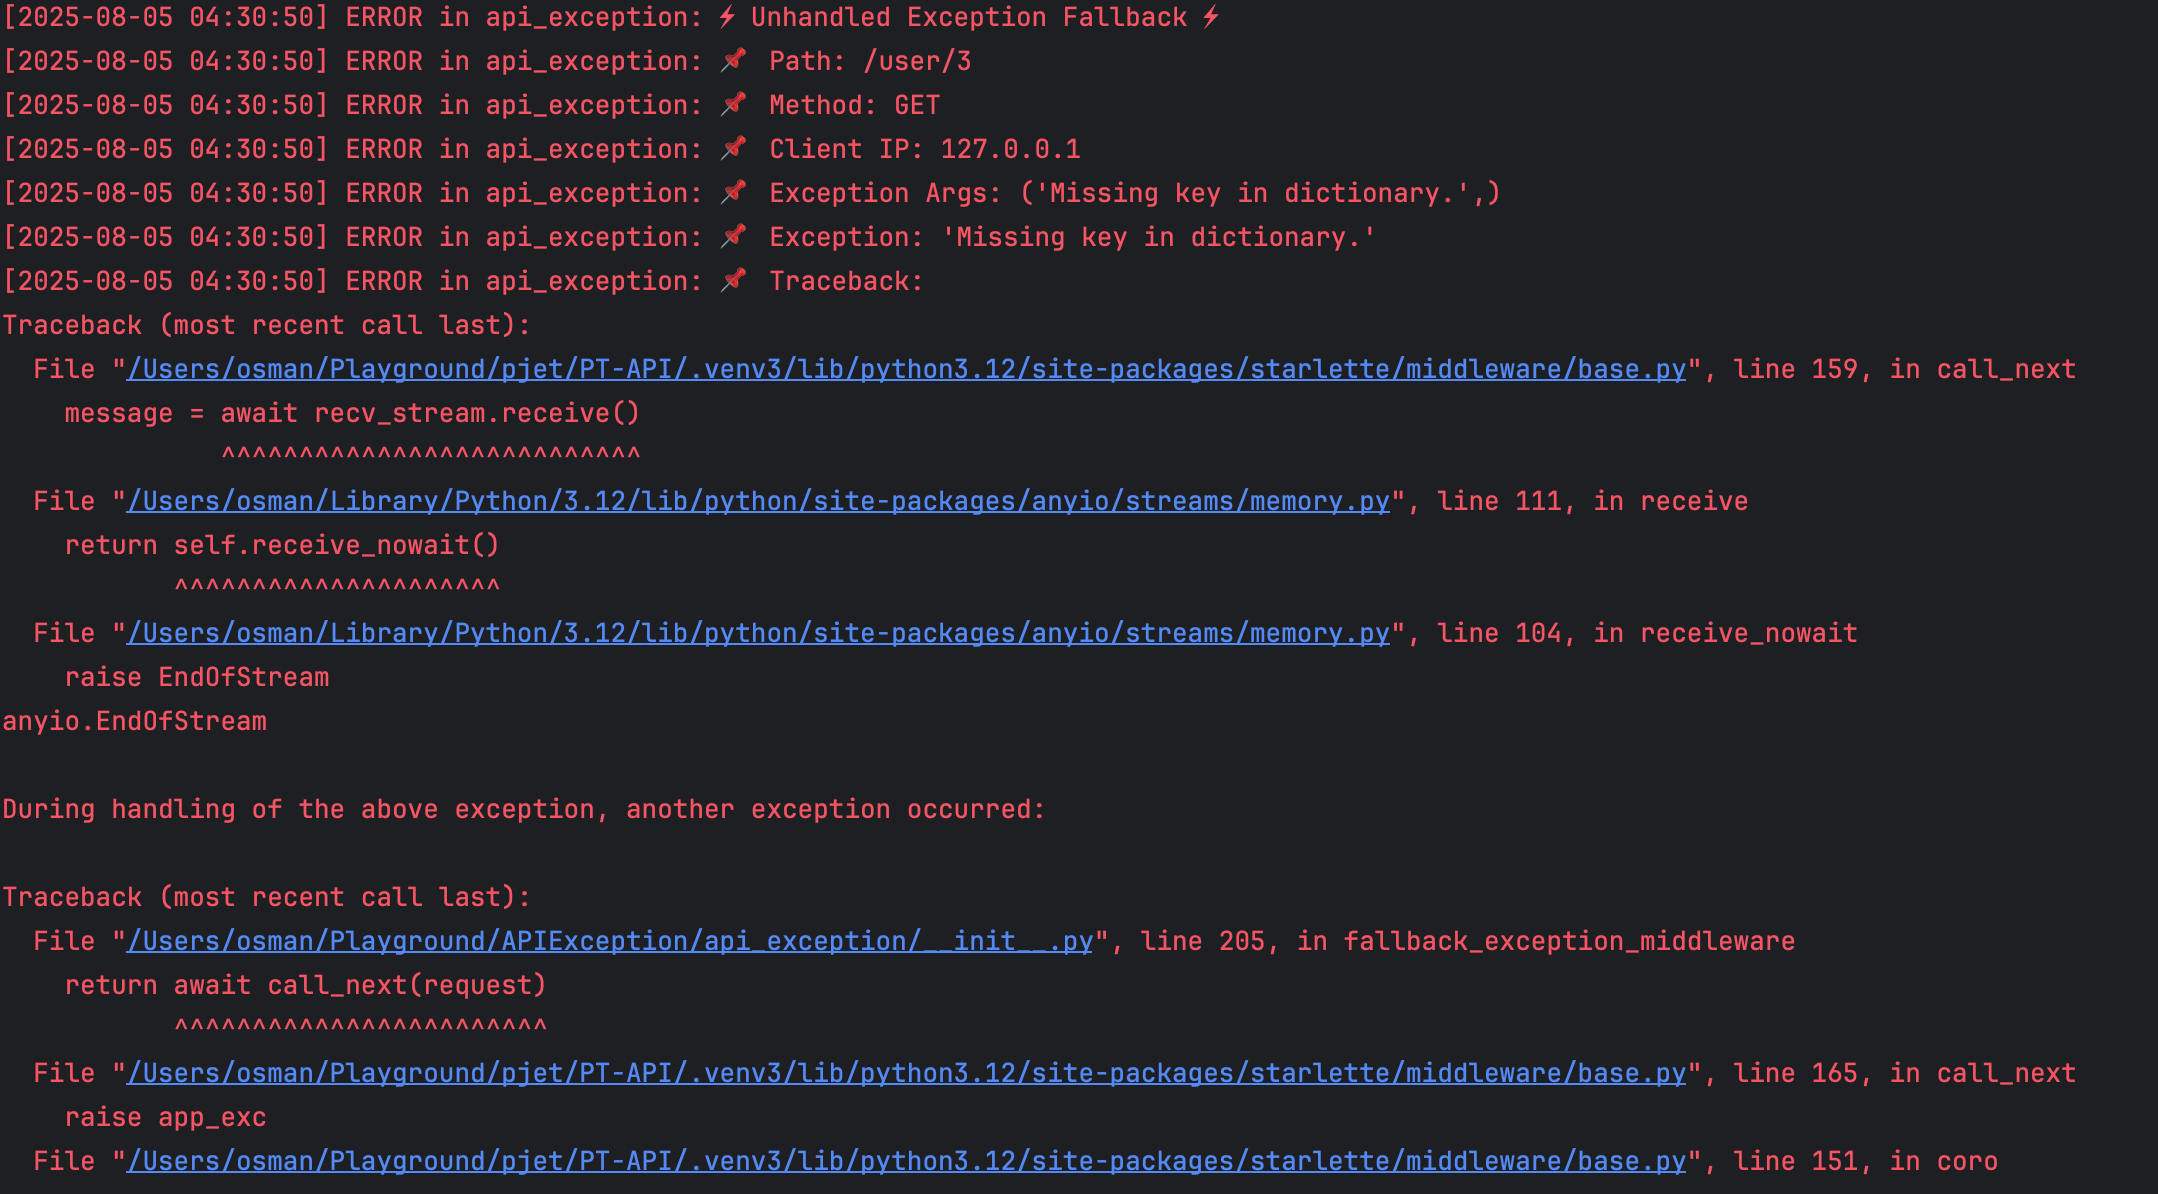 [2025-08-05 04:30:50] ERROR in api_exception: ⚡ Unhandled Exception Fallback ⚡
[2025-08-05 04:30:50] ERROR in api_exception: 📌 Path: /user/3
[2025-08-05 04:30:50] ERROR in api_exception: 📌 Method: GET
[2025-08-05 04:30:50] ERROR in api_exception: 📌 Client IP: 127.0.0.1
[2025-08-05 04:30:50] ERROR in api_exception: 📌 Exception Args: ('Missing key in dictionary.',)
[2025-08-05 04:30:50] ERROR in api_exception: 📌 Exception: 'Missing key in dictionary.'
[2025-08-05 04:30:50] ERROR in api_exception: 📌 Traceback:
Traceback (most recent call last):
  File "/Users/osman/Playground/pjet/PT-API/.venv3/lib/python3.12/site-packages/starlette/middleware/base.py", line 159, in call_next
    message = await recv_stream.receive()
              ^^^^^^^^^^^^^^^^^^^^^^^^^^^
  File "/Users/osman/Library/Python/3.12/lib/python/site-packages/anyio/streams/memory.py", line 111, in receive
    return self.receive_nowait()
           ^^^^^^^^^^^^^^^^^^^^^
  File "/Users/osman/Library/Python/3.12/lib/python/site-packages/anyio/streams/memory.py", line 104, in receive_nowait
    raise EndOfStream
anyio.EndOfStream

During handling of the above exception, another exception occurred:

Traceback (most recent call last):
  File "/Users/osman/Playground/APIException/api_exception/__init__.py", line 205, in fallback_exception_middleware
    return await call_next(request)
           ^^^^^^^^^^^^^^^^^^^^^^^^
  File "/Users/osman/Playground/pjet/PT-API/.venv3/lib/python3.12/site-packages/starlette/middleware/base.py", line 165, in call_next
    raise app_exc
  File "/Users/osman/Playground/pjet/PT-API/.venv3/lib/python3.12/site-packages/starlette/middleware/base.py", line 151, in coro